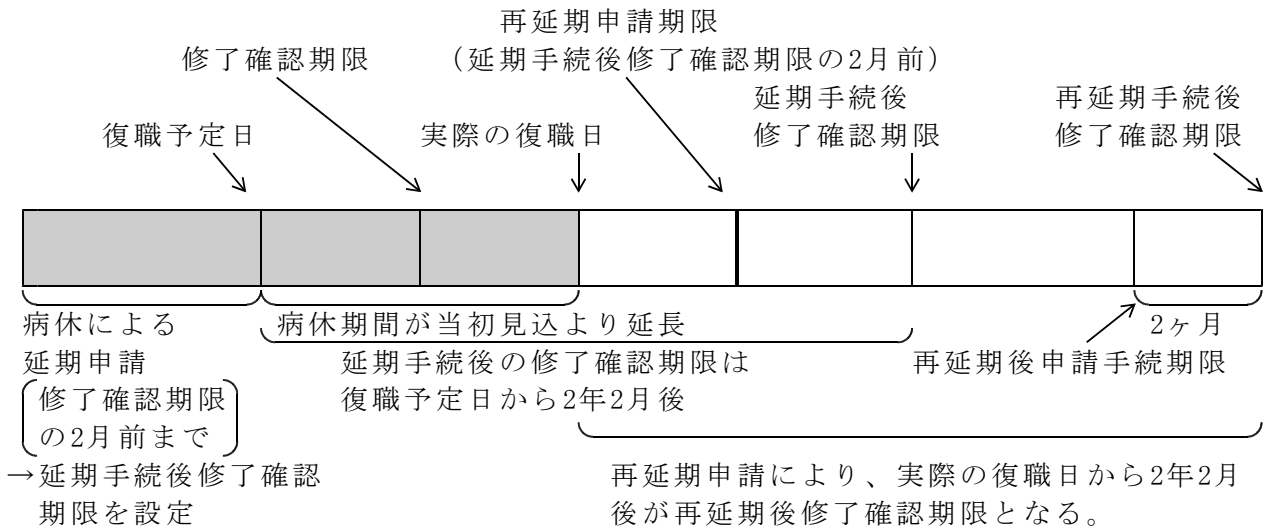 再延期申請期限
修了確認期限
（延期手続後修了確認期限の2月前）
延期手続後
修了確認期限
再延期手続後
修了確認期限
復職予定日
実際の復職日
病休による
延期申請
修了確認期限
の2月前まで
→延期手続後修了確認
期限を設定
病休期間が当初見込より延長
延期手続後の修了確認期限は
復職予定日から2年2月後
2ヶ月
再延期後申請手続期限
再延期申請により、実際の復職日から2年2月
後が再延期後修了確認期限となる。